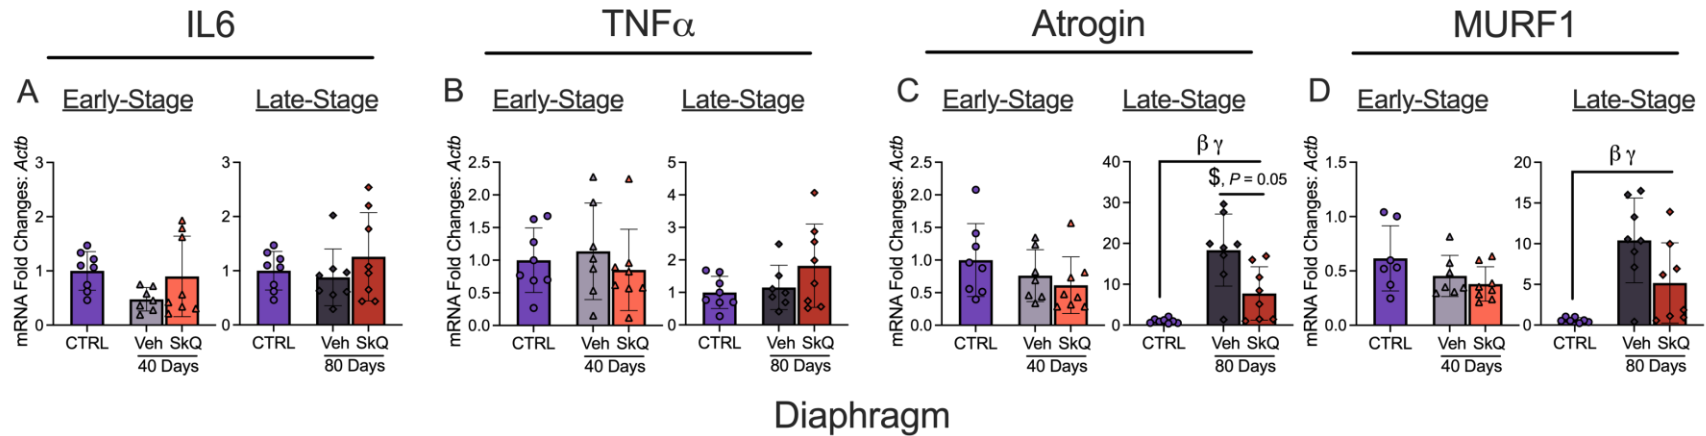 IL6
TNFα
Atrogin
MURF1
A
Early-Stage
Late-Stage
B
Early-Stage
Late-Stage
C
Early-Stage
Late-Stage
D
Early-Stage
Late-Stage
mRNA Fold Changes: Actb
3
2
1
0
CTRL
Veh SkQ
40 Days
3
2
1
0
CTRL
Veh SkQ
80 Days
mRNA Fold Changes: Actb
2.5
2.0
1.5
1.0
0.5
0.0
CTRL
Veh SkQ
40 Days
5
4
3
2
1
0
CTRL
Veh SkQ
80 Days
mRNA Fold Changes: Actb
2.5
2.0
1.5
1.0
0.5
0.0
CTRL
Veh SkQ
40 Days
β γ
$, P = 0.05
40
30
20
10
0
CTRL
Veh SkQ
80 Days
mRNA Fold Changes: Actb
1.5
1.0
0.5
0.0
CTRL
Veh SkQ
40 Days
β γ
20
15
10
5
0
CTRL
Veh SkQ
80 Days
Diaphragm